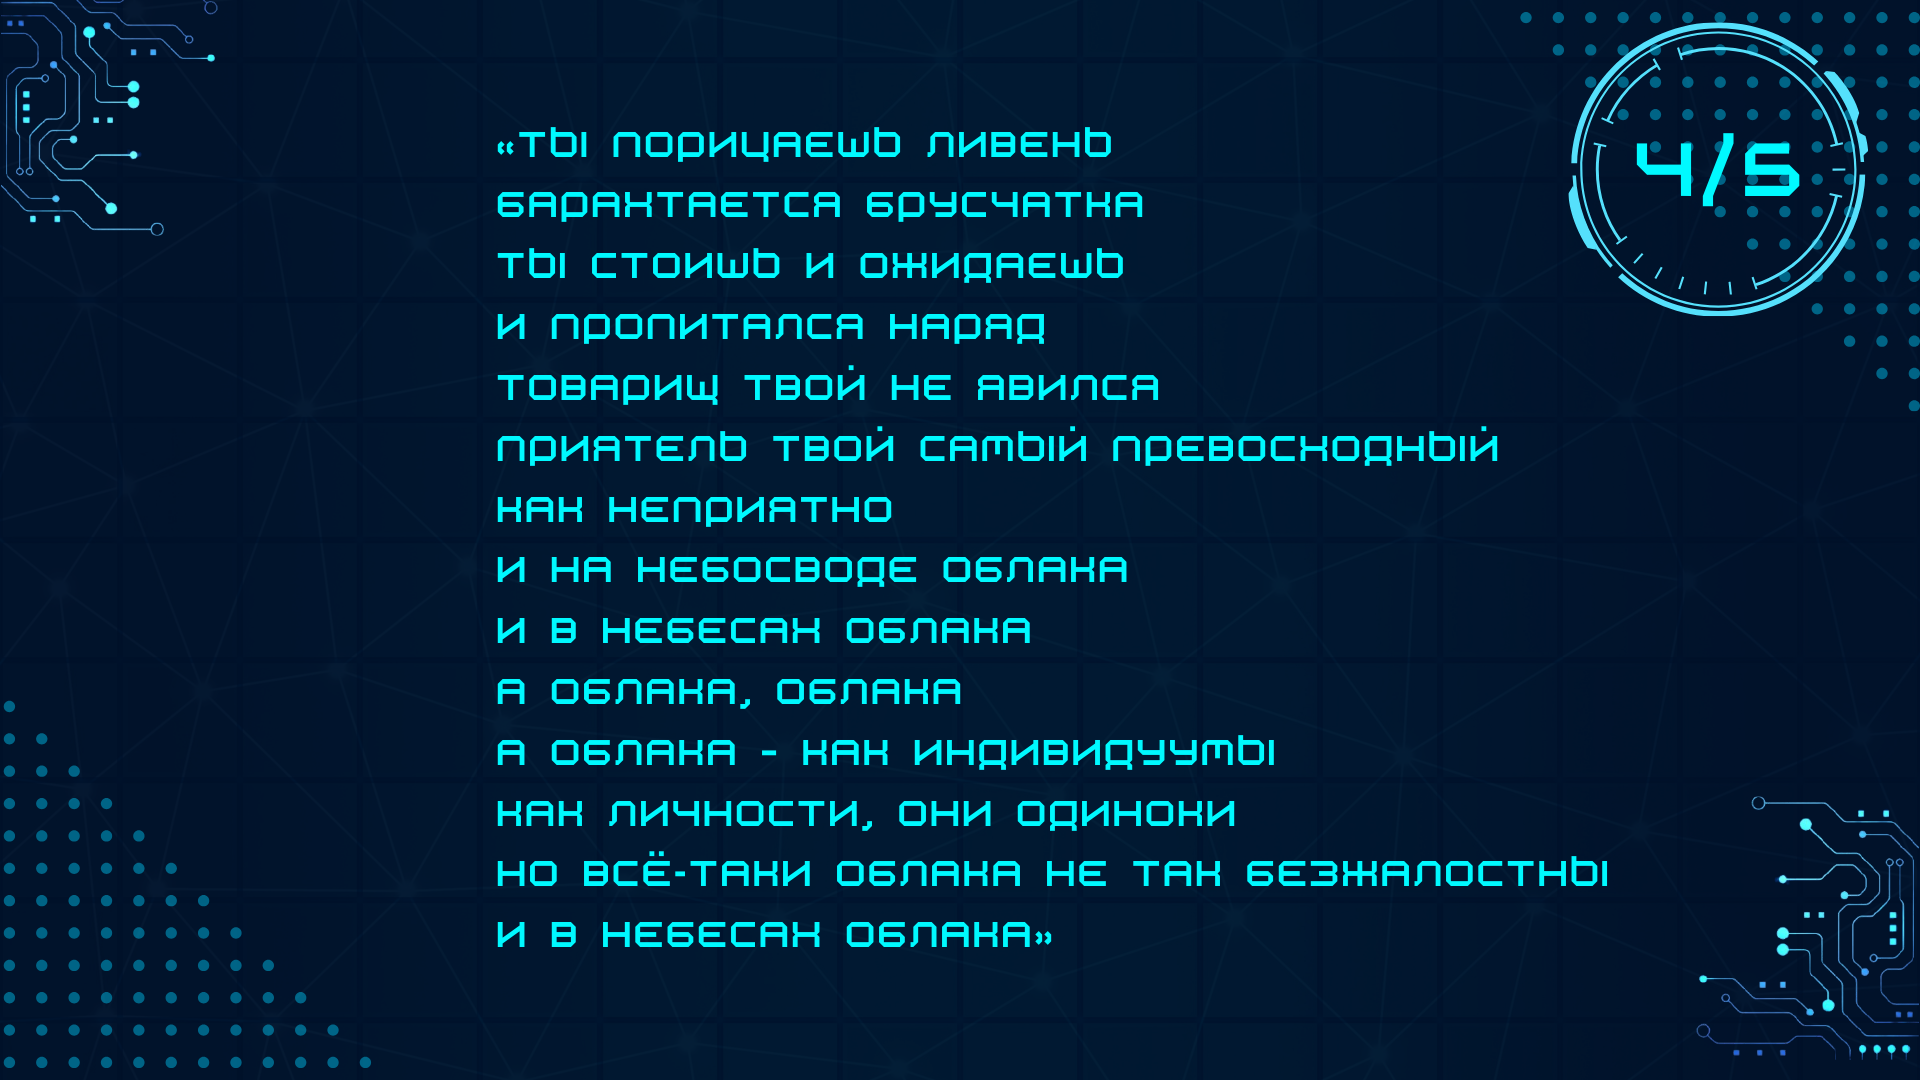 4/5
«ТЫ ПОРИЦАЕШЬ ЛИВЕНЬ
БАРАХТАЕТСЯ БРУСЧАТКА
ТЫ СТОИШЬ И ОЖИДАЕШЬ
И ПРОПИТАЛСЯ НАРЯД
ТОВАРИЩ ТВОЙ НЕ ЯВИЛСЯ
ПРИЯТЕЛЬ ТВОЙ САМЫЙ ПРЕВОСХОДНЫЙ
КАК НЕПРИЯТНО
И НА НЕБОСВОДЕ ОБЛАКА
И В НЕБЕСАХ ОБЛАКА
А ОБЛАКА, ОБЛАКА
А ОБЛАКА - КАК ИНДИВИДУУМЫ
КАК ЛИЧНОСТИ, ОНИ ОДИНОКИ
НО ВСЁ-ТАКИ ОБЛАКА НЕ ТАК БЕЗЖАЛОСТНЫ
И В НЕБЕСАХ ОБЛАКА»